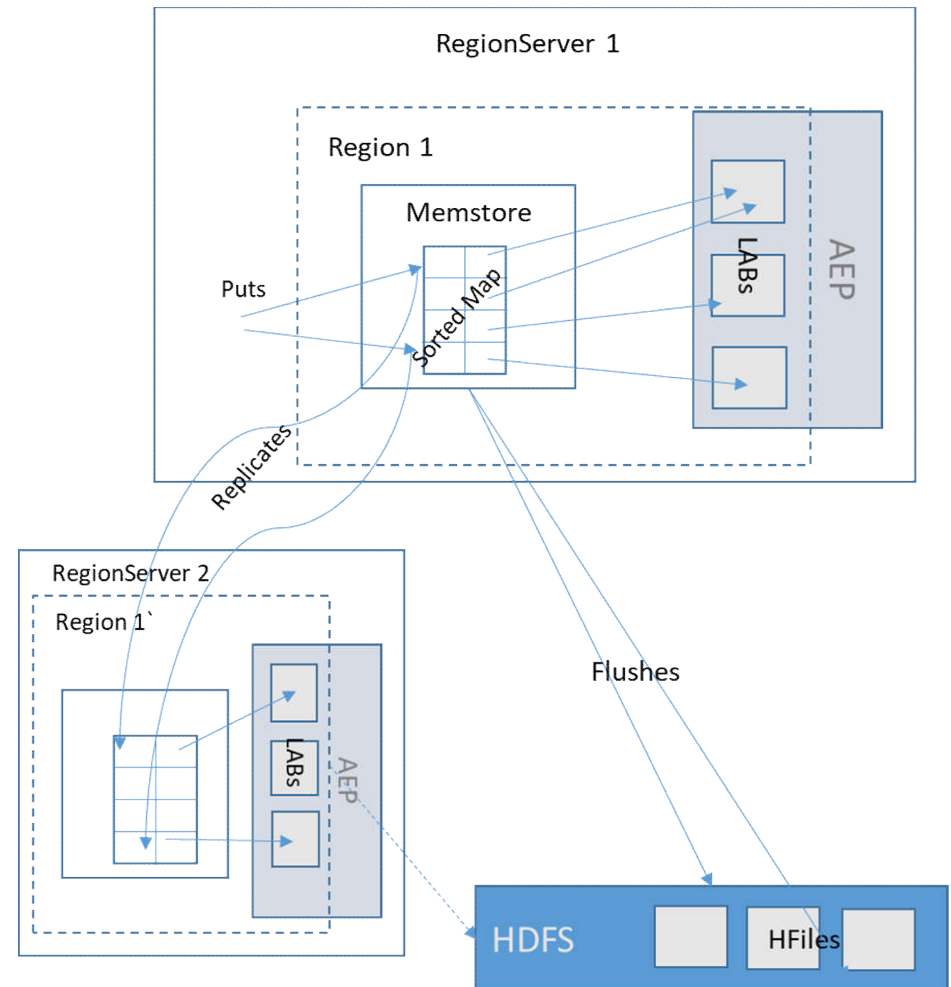 RegionServer 1
Region 1
Memstore
Puts
Sorted Map
LABs
AEP
Replicates
RegionServer 2
Region 1`
LABs
AEP
Flushes
HDFS
HFiles